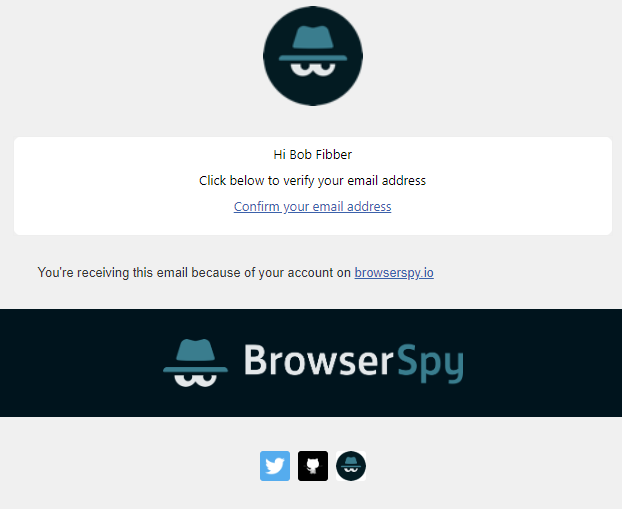 Hi Bob Fibber
Click below to verify your email address
Confirm your email address
You're receiving this email because of your account on browserspy.io
BrowserSpy